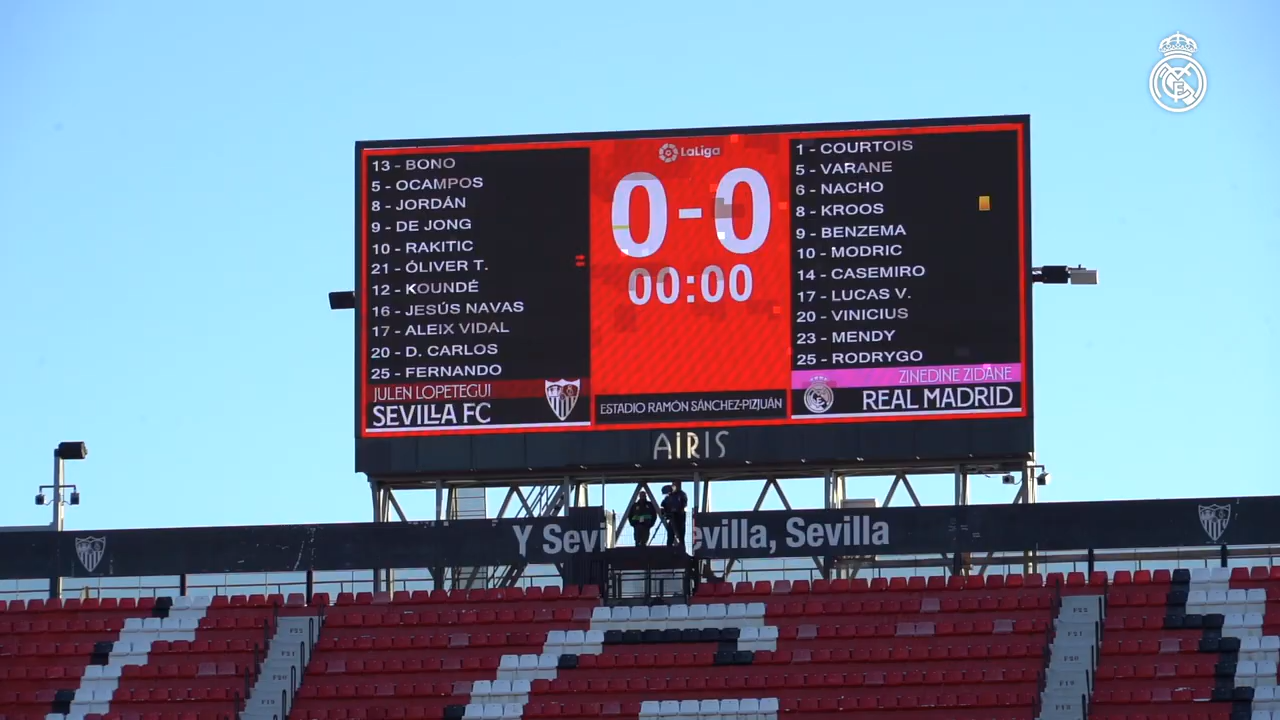 13 - BONO
5 - OCAMPOS
8 - JORDÁN
9 - DE JONG
10 - RAKITIC
21 - ÓLIVER T.
12 - KOUNDÉ
16 - JESÚS NAVAS
17 - ALEIX VIDAL
20 - D. CARLOS
25 - FERNANDO
JULEN LOPETEGUI
SEVILLA FC
LaLiga
0-0
00:00
ESTADIO RAMÓN SÁNCHEZ-PIZJUÁN
1 - COURTOIS
5 - VARANE
6 - NACHO
8 - KROOS
9 - BENZEMA
10 - MODRIC
14 - CASEMIRO
17 - LUCAS V.
20 - VINICIUS
23 - MENDY
25 - RODRYGO
ZINEDINE ZIDANE
REAL MADRID
AIRIS
Y Sevi evilla, Sevilla